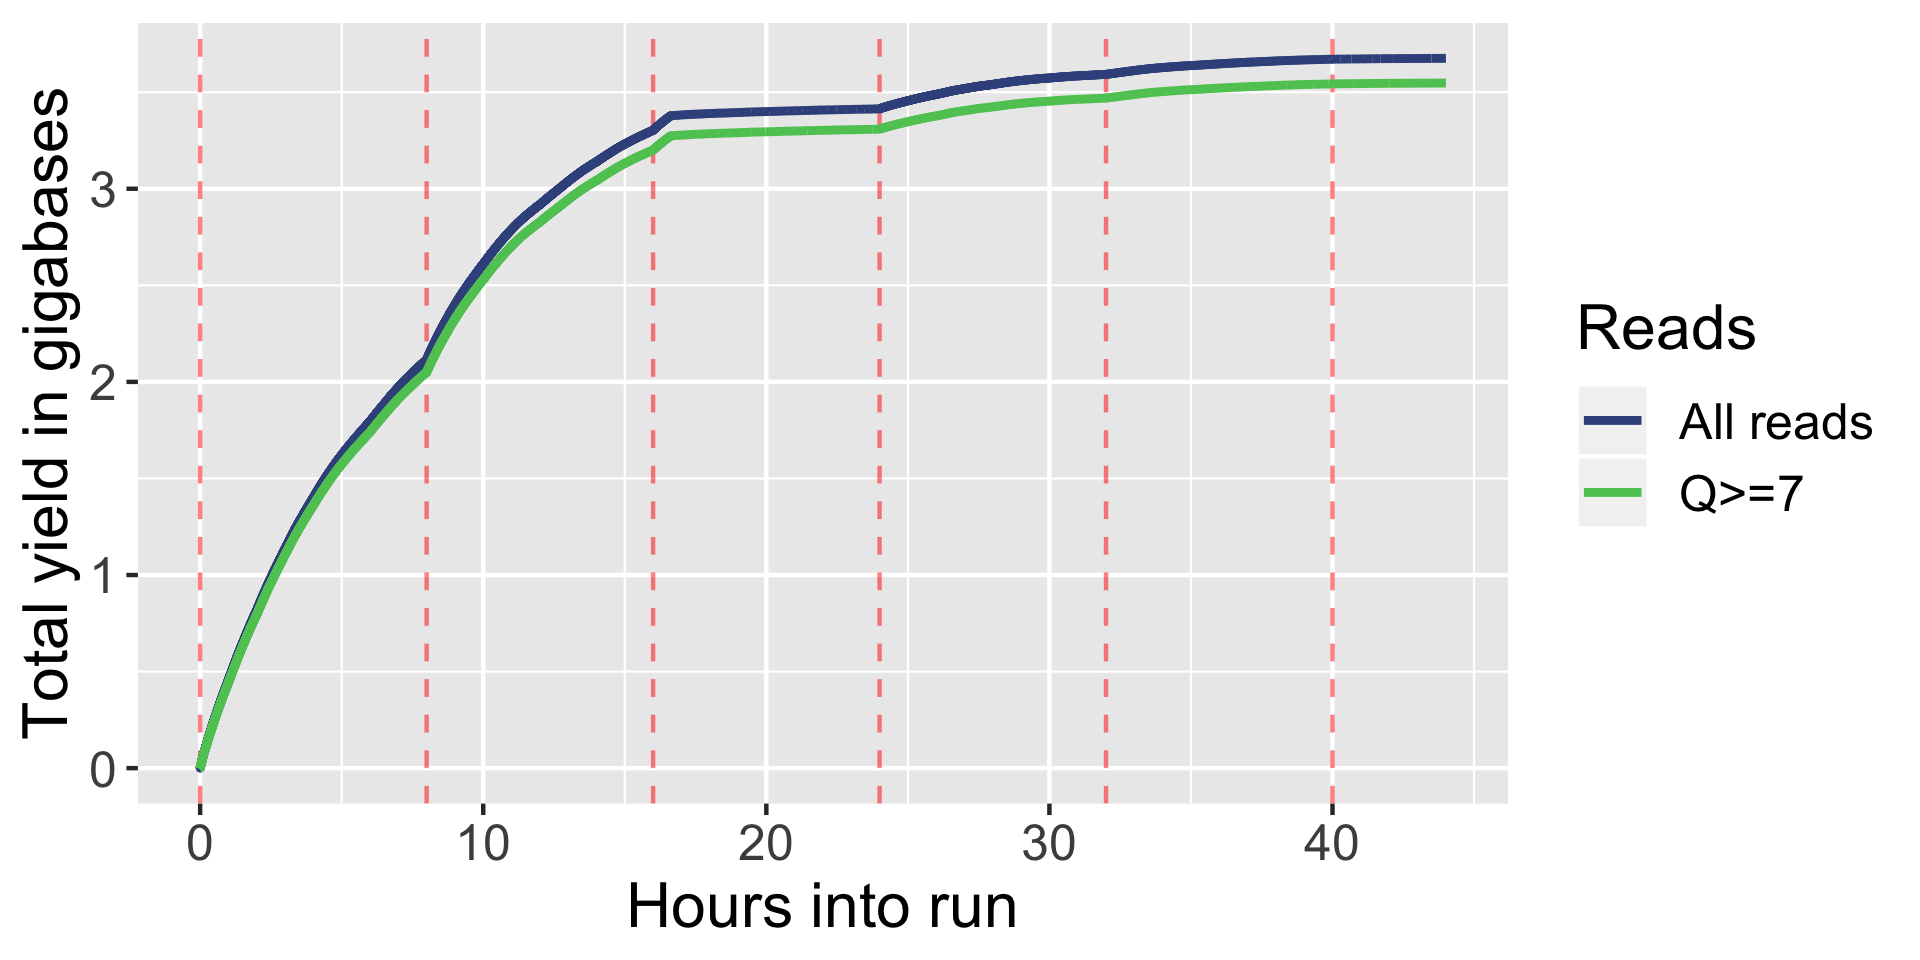 Total yield in gigabases
3
2
1
0
0 10 20 30 40
Hours into run
Reads
All reads
Q>=7